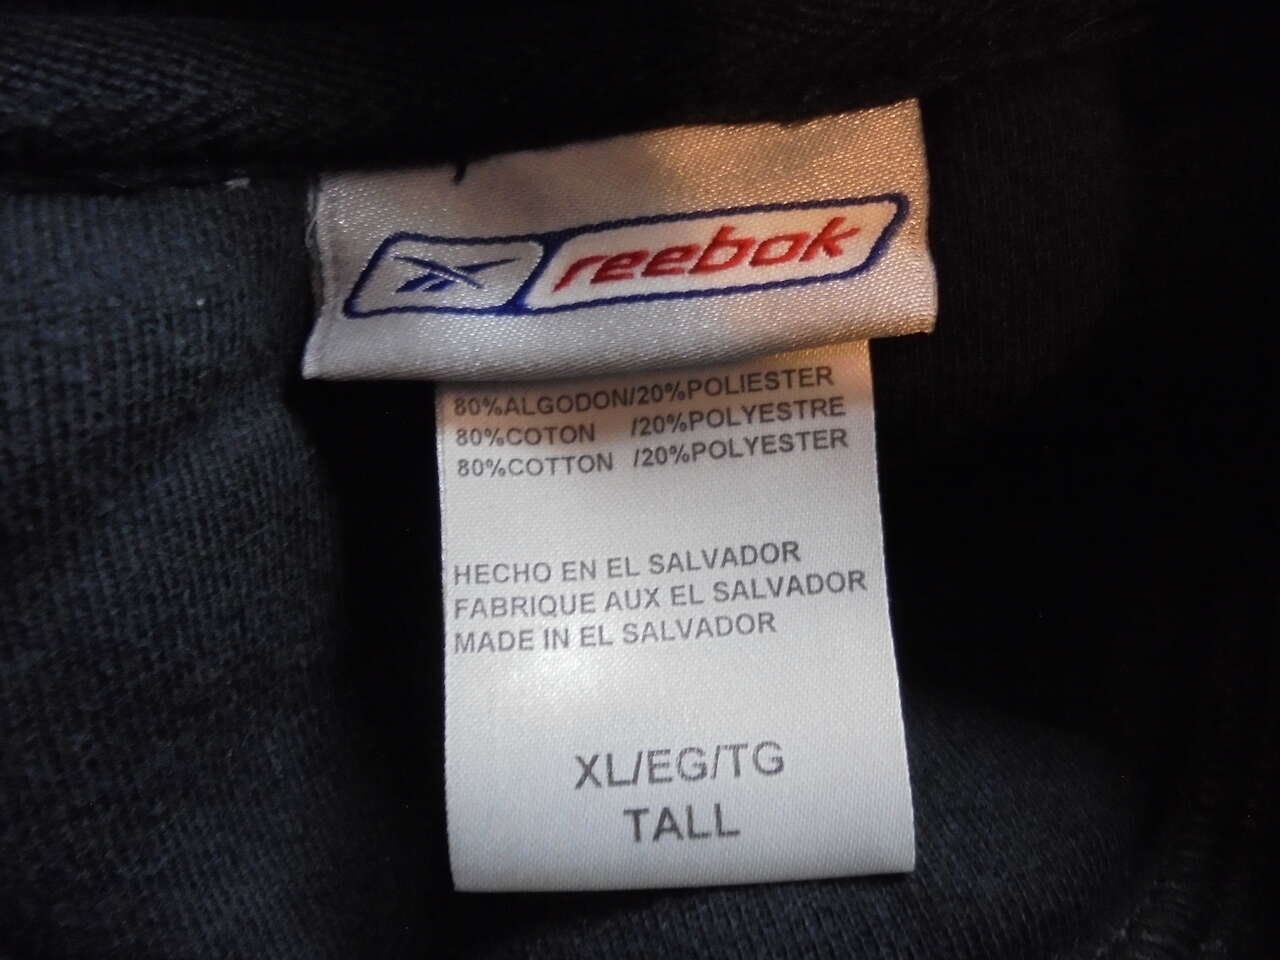 reebok
80%ALGODON/20%POLIESTER
80%COTON /20%POLYESTRE
80%COTTON /20%POLYESTER
HECHO EN EL SALVADOR
FABRIQUE AUX EL SALVADOR
MADE IN EL SALVADOR
XL/EG/TG
TALL